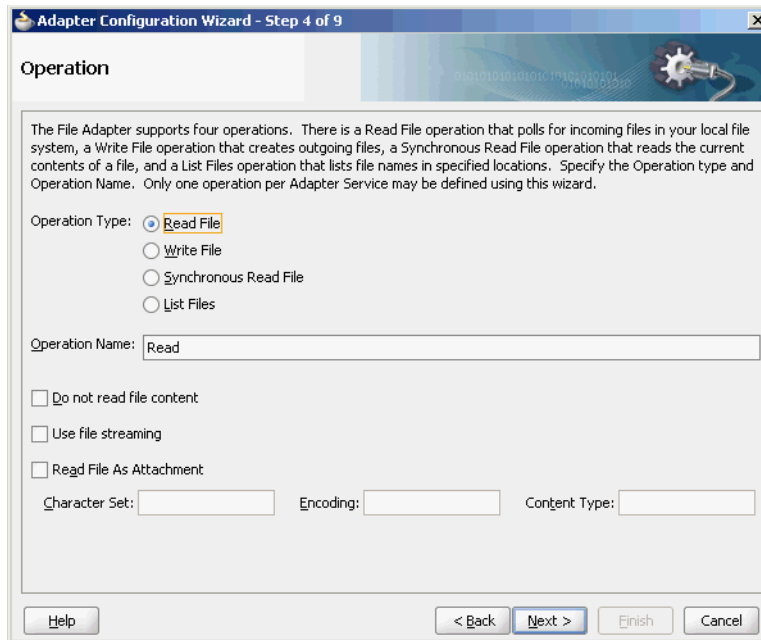 Adapter Configuration Wizard - Step 4 of 9
Operation
The File Adapter supports four operations. There is a Read File operation that polls for incoming files in your local file
system, a Write File operation that creates outgoing files, a Synchronous Read File operation that reads the current
contents of a file, and a List Files operation that lists file names in specified locations. Specify the Operation type and
Operation Name. Only one operation per Adapter Service may be defined using this wizard.
Operation Type: Read File
Write File
Synchronous Read File
List Files
Operation Name: Read
Do not read file content
Use file streaming
Read File As Attachment
Character Set: Encoding: Content Type:
Help < Back Next > Finish Cancel